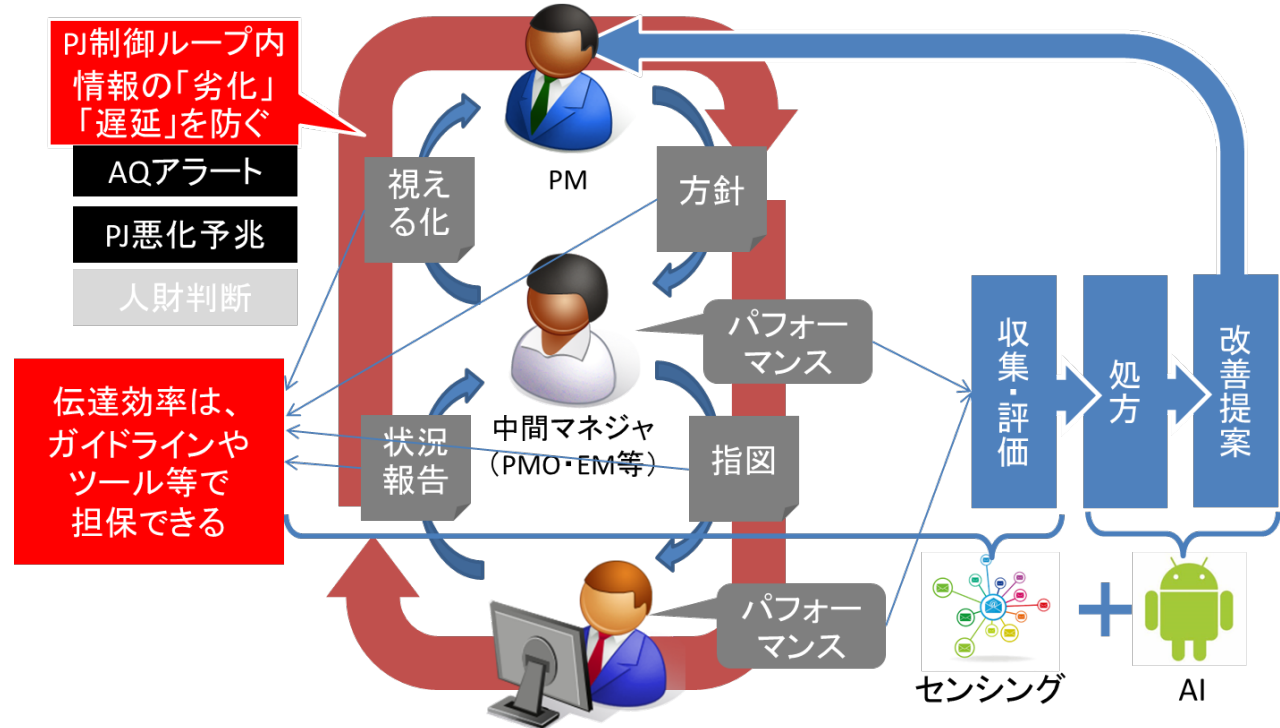 PJ制御ループ内
情報の「劣化」
「遅延」を防ぐ
AQアラート
PJ悪化予兆
人財判断
伝達効率は、
ガイドラインや
ツール等で
担保できる
PM
視え
る化
方針
中間マネジャ
（PMO・EM等）
状況
報告
指図
パフォー
マンス
パフォー
マンス
収集・評価
処方
改善提案
センシング
AI